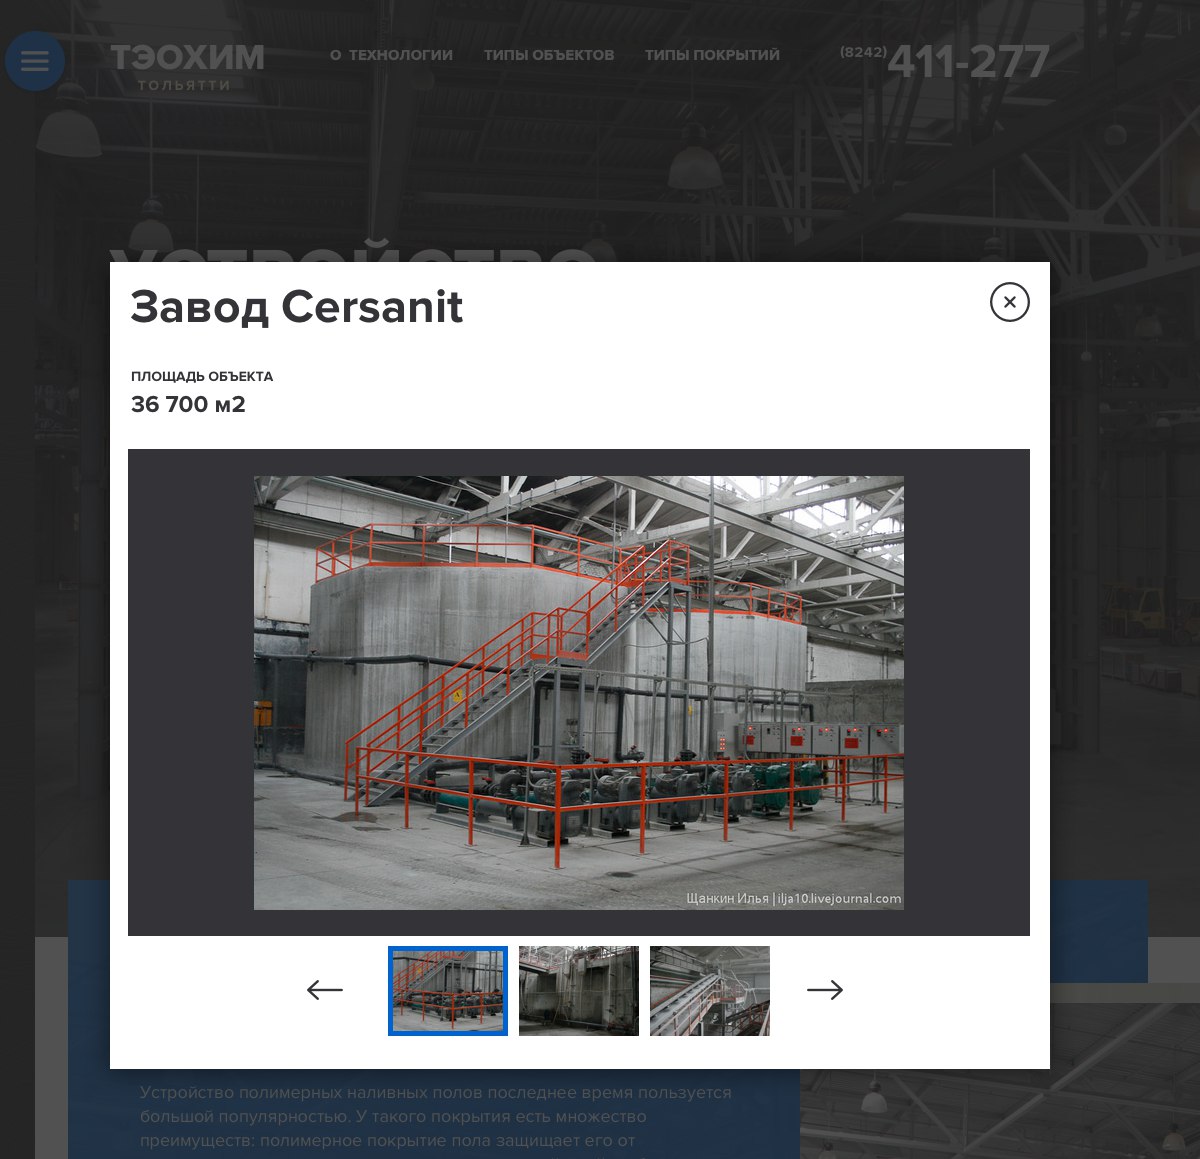 ТЭОХИМ
ТОЛЬЯТТИ
О ТЕХНОЛОГИИ
ТИПЫ ОБЪЕКТОВ
ТИПЫ ПОКРЫТИЙ
(8242) 411-277
УСТРОЙСТВО
Завод Cersanit
ПЛОЩАДЬ ОБЪЕКТА
36 700 м2
Щанкин Илья | ilja10.livejournal.com
Устройство полимерных наливных полов последнее время пользуется
большой популярностью. У такого покрытия есть множество
преимуществ: полимерное покрытие пола защищает его от